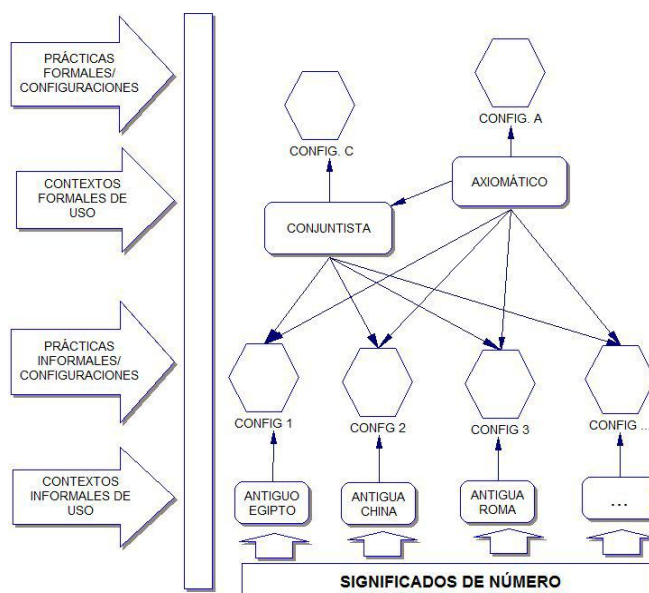 PRÁCTICAS
FORMALES/
CONFIGURACIONES
CONFIG. C
CONFIG. A
CONTEXTOS
FORMALES DE
USO
CONJUNTISTA
AXIOMÁTICO
PRÁCTICAS
INFORMALES/
CONFIGURACIONES
CONFIG 1
CONFG 2
CONFIG 3
CONFIG ...
CONTEXTOS
INFORMALES DE
USO
ANTIGUO
EGIPTO
ANTIGUA
CHINA
ANTIGUA
ROMA
...
SIGNIFICADOS DE NÚMERO